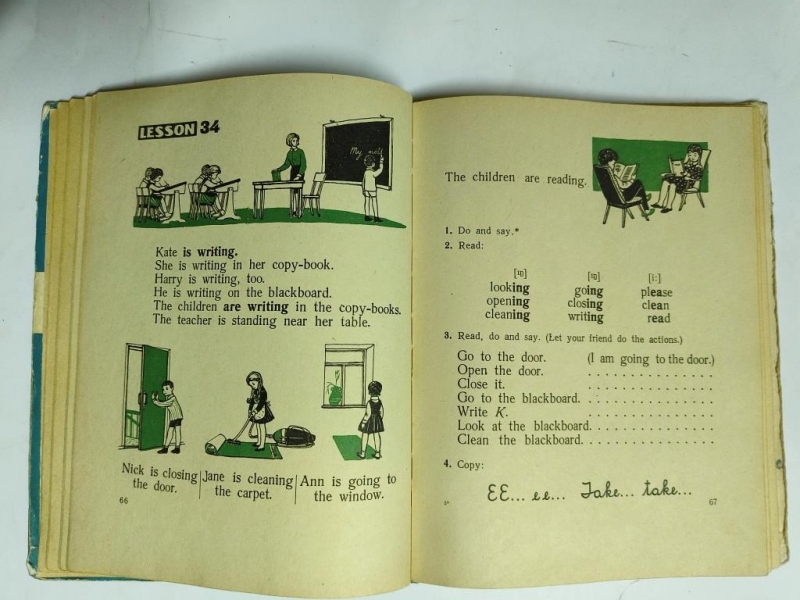 LESSON 34
Kate is writing.
She is writing in her copy-book.
Harry is writing, too.
He is writing on the blackboard.
The children are writing in the copy-books.
The teacher is standing near her table.
Nick is closing
the door.
Jane is cleaning
the carpet.
Ann is going to
the window.
66
The children are reading.
1. Do and say.*
2. Read:
[ɪŋ] [ɪŋ] [i:]
looking going please
opening closing clean
cleaning writing read
3. Read, do and say. (Let your friend do the actions.)
Go to the door. (I am going to the door.)
Open the door. . . . . . . . . . . . . . .
Close it. . . . . . . . . . . . . . .
Go to the blackboard. . . . . . . . . . . . . . .
Write K. . . . . . . . . . . . . . .
Look at the blackboard. . . . . . . . . . . . . . .
Clean the blackboard. . . . . . . . . . . . . . .
4. Copy:
EE... ee... Take... take...
67